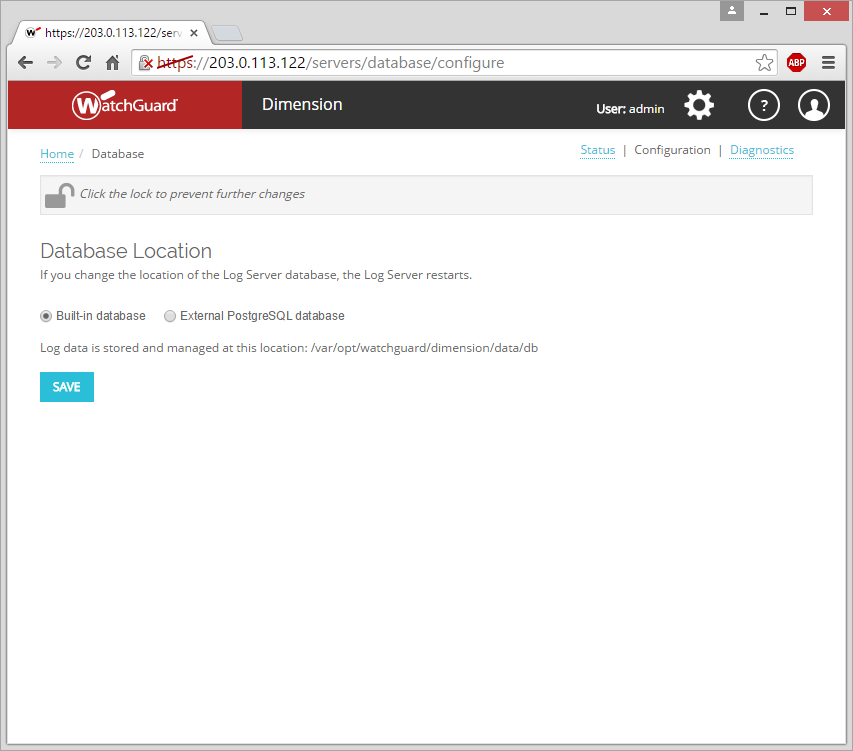 https://203.0.113.122/serv
https://203.0.113.122/servers/database/configure
ABP
WatchGuard
Dimension
User: admin
?
Home / Database
Status | Configuration | Diagnostics
Click the lock to prevent further changes
Database Location
If you change the location of the Log Server database, the Log Server restarts.
Built-in database
External PostgreSQL database
Log data is stored and managed at this location: /var/opt/watchguard/dimension/data/db
SAVE